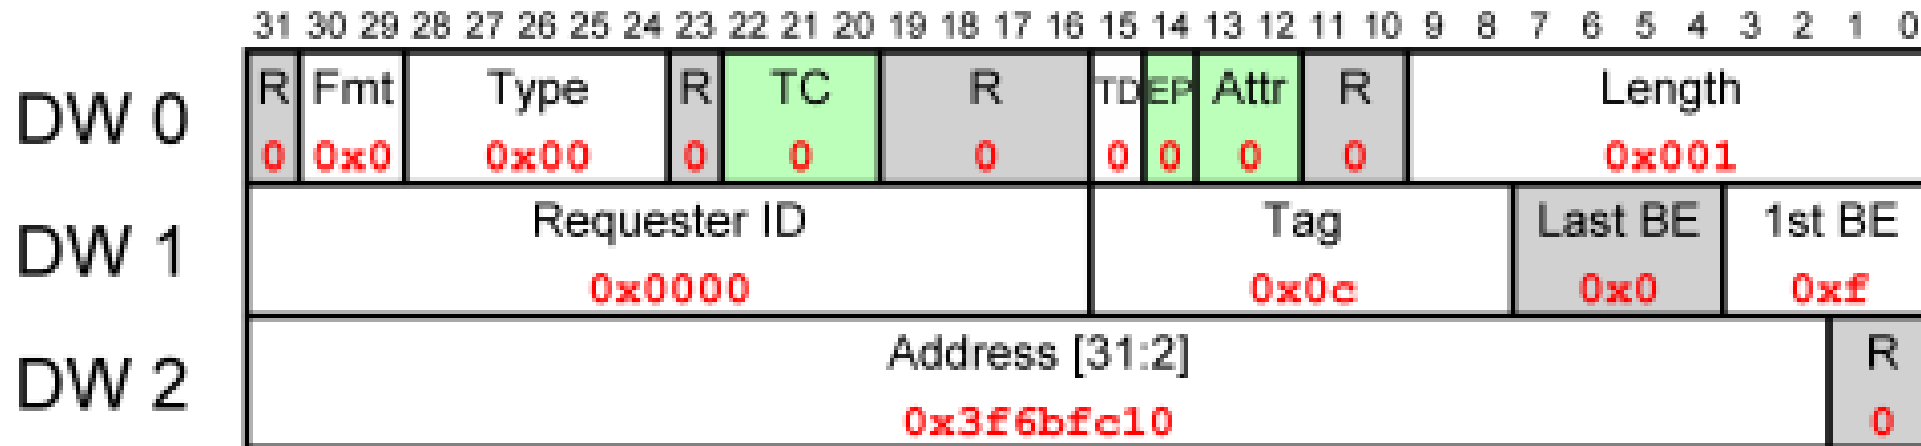 31 30 29 28 27 26 25 24 23 22 21 20 19 18 17 16 15 14 13 12 11 10 9 8 7 6 5 4 3 2 1 0
DW 0 R Fmt Type R TC R TD EP Attr R Length
0 0x0 0x00 0 0 0 0 0 0 0 0x001
DW 1 Requester ID Tag Last BE 1st BE
0x0000 0x0c 0x0 0xf
DW 2 Address [31:2] R
0x3f6bfc10 0